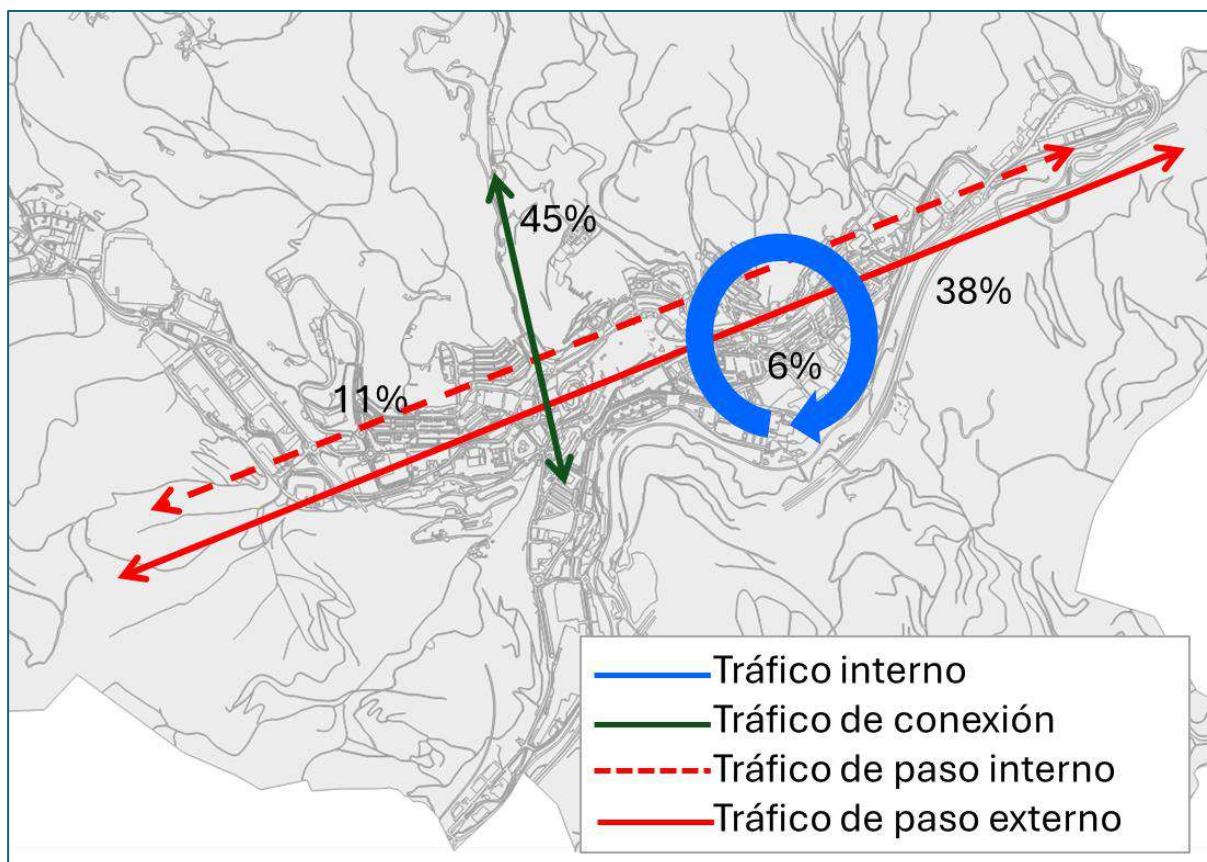 45%
38%
6%
11%
Tráfico interno
Tráfico de conexión
Tráfico de paso interno
Tráfico de paso externo